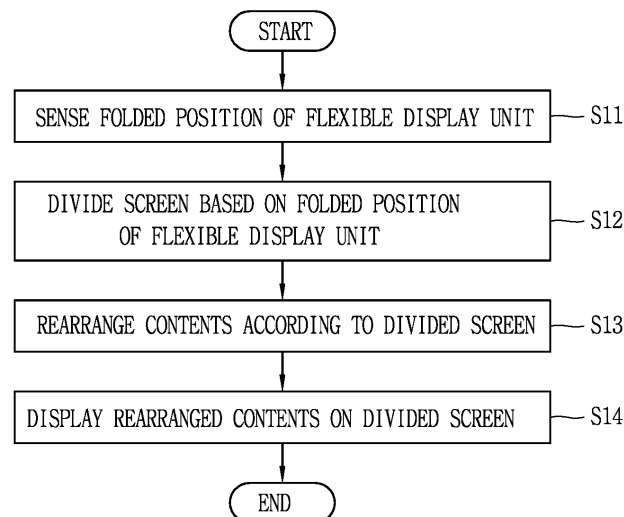 START
SENSE FOLDED POSITION OF FLEXIBLE DISPLAY UNIT
S11
DIVIDE SCREEN BASED ON FOLDED POSITION
OF FLEXIBLE DISPLAY UNIT
S12
REARRANGE CONTENTS ACCORDING TO DIVIDED SCREEN
S13
DISPLAY REARRANGED CONTENTS ON DIVIDED SCREEN
S14
END